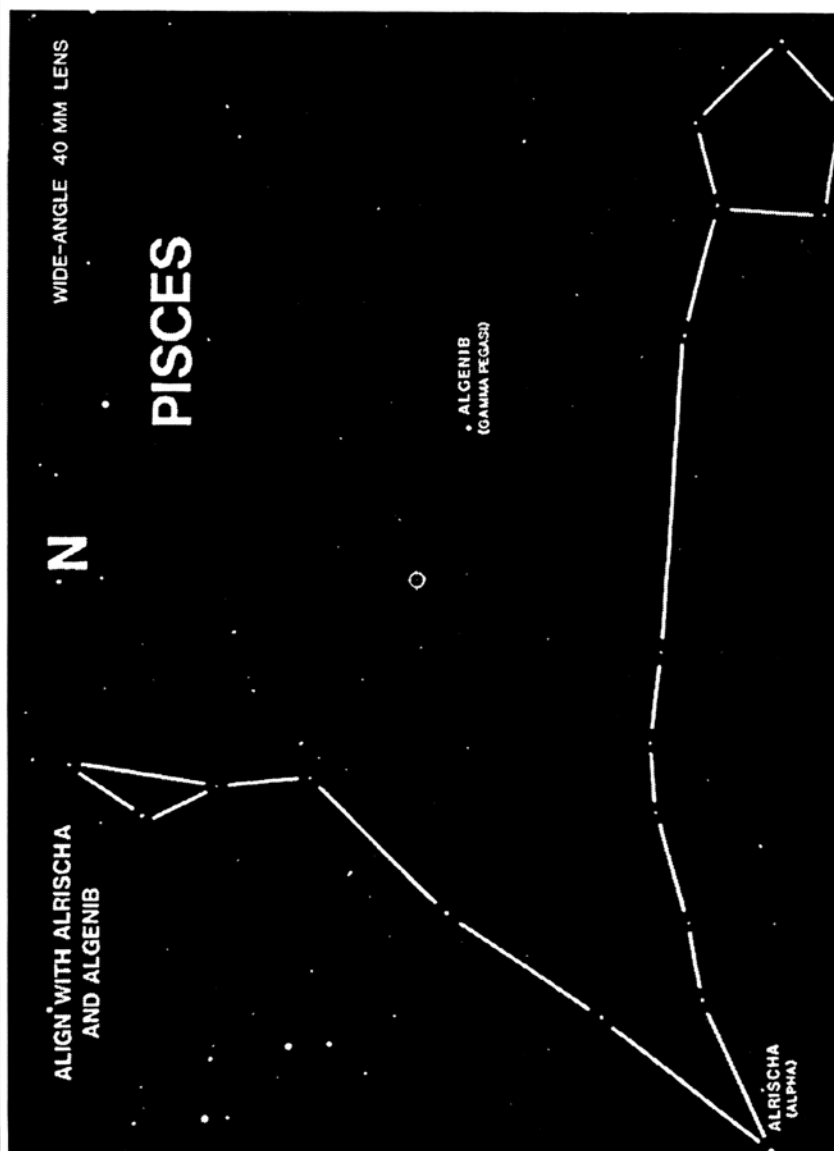 N
WIDE-ANGLE 40 MM LENS
PISCES
ALIGN WITH ALRISCHA
AND ALGENIB
ALGENIB
(GAMMA PEGASI)
ALRISCHA
(ALPHA)